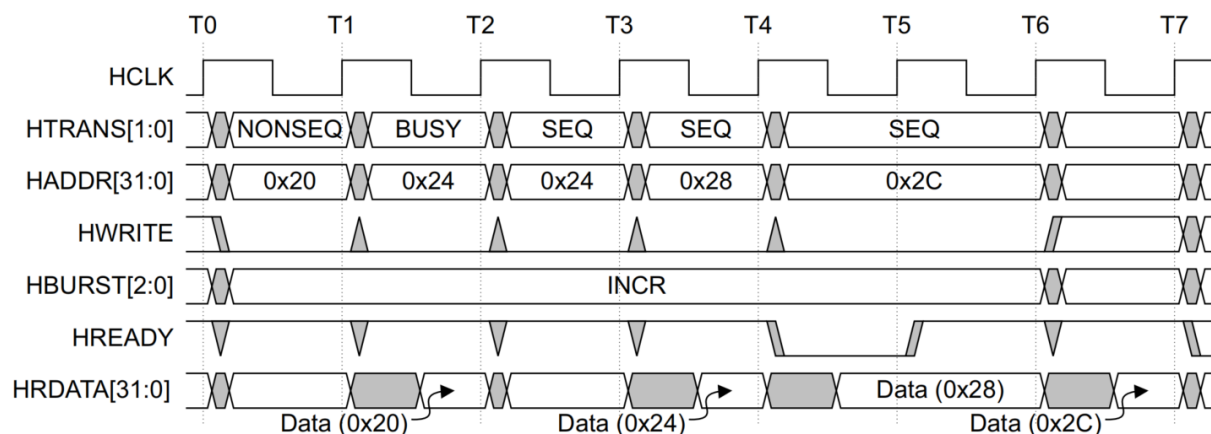 T0 T1 T2 T3 T4 T5 T6 T7
HCLK
HTRANS[1:0] NONSEQ BUSY SEQ SEQ SEQ
HADDR[31:0] 0x20 0x24 0x24 0x28 0x2C
HWRITE
HBURST[2:0] INCR
HREADY
HRDATA[31:0] Data (0x28)
Data (0x20) Data (0x24) Data (0x2C)